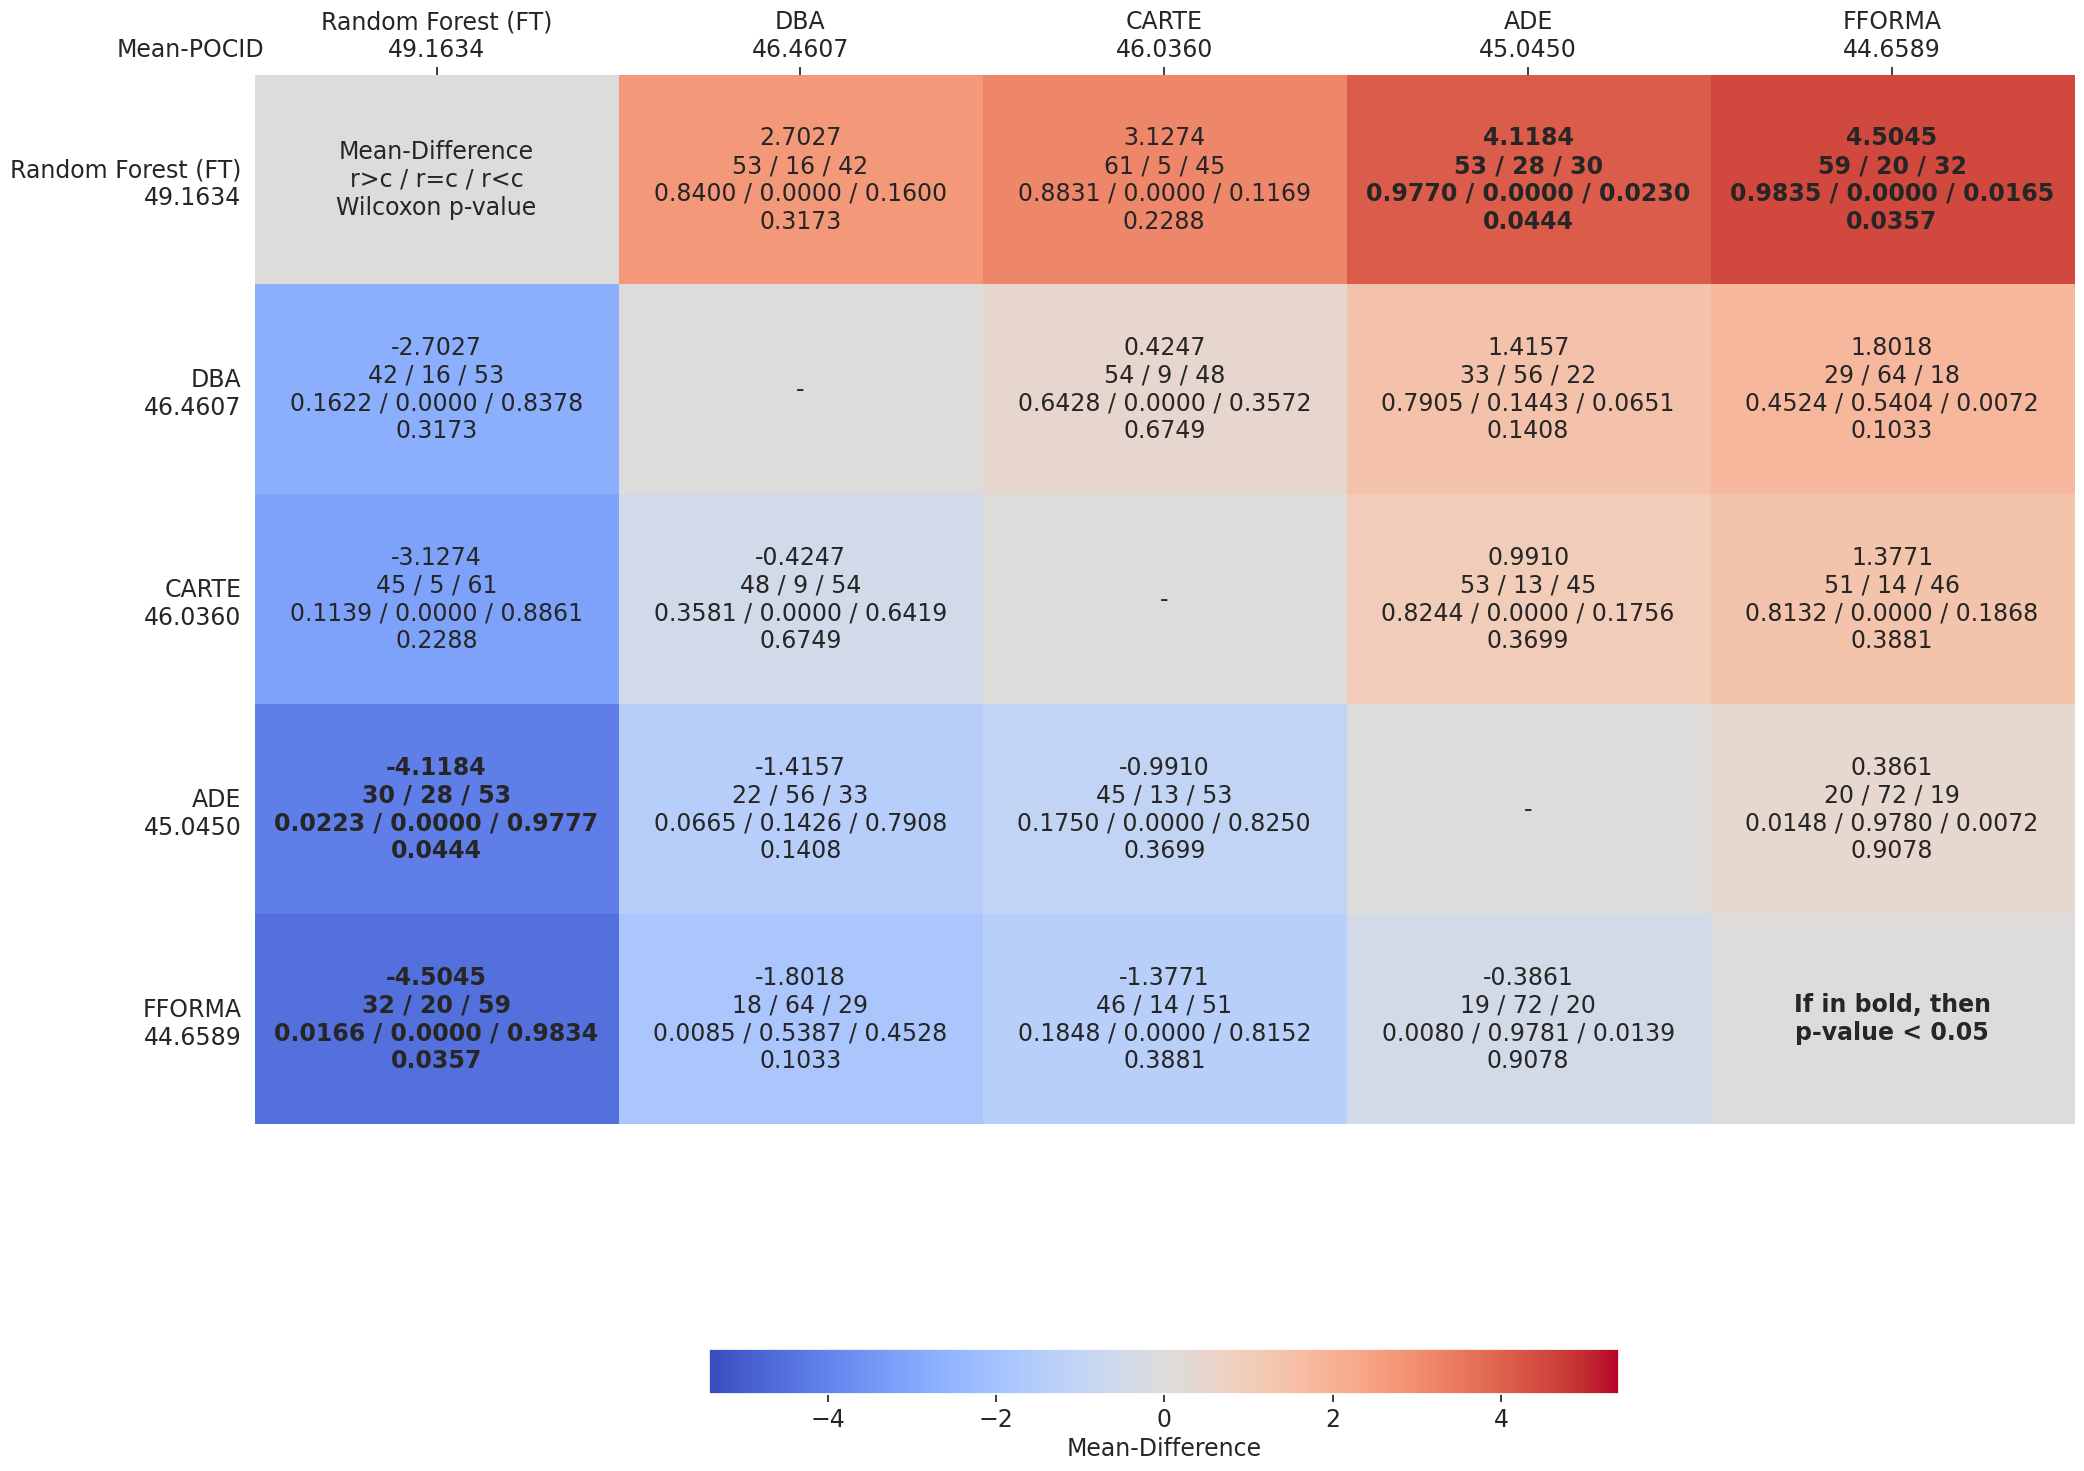 Mean-POCID
Random Forest (FT)
49.1634
DBA
46.4607
CARTE
46.0360
ADE
45.0450
FFORMA
44.6589
Random Forest (FT)
49.1634
Mean-Difference
r>c / r=c / r<c
Wilcoxon p-value
2.7027
53 / 16 / 42
0.8400 / 0.0000 / 0.1600
0.3173
3.1274
61 / 5 / 45
0.8831 / 0.0000 / 0.1169
0.2288
4.1184
53 / 28 / 30
0.9770 / 0.0000 / 0.0230
0.0444
4.5045
59 / 20 / 32
0.9835 / 0.0000 / 0.0165
0.0357
DBA
46.4607
-2.7027
42 / 16 / 53
0.1622 / 0.0000 / 0.8378
0.3173
-
0.4247
54 / 9 / 48
0.6428 / 0.0000 / 0.3572
0.6749
1.4157
33 / 56 / 22
0.7905 / 0.1443 / 0.0651
0.1408
1.8018
29 / 64 / 18
0.4524 / 0.5404 / 0.0072
0.1033
CARTE
46.0360
-3.1274
45 / 5 / 61
0.1139 / 0.0000 / 0.8861
0.2288
-0.4247
48 / 9 / 54
0.3581 / 0.0000 / 0.6419
0.6749
-
0.9910
53 / 13 / 45
0.8244 / 0.0000 / 0.1756
0.3699
1.3771
51 / 14 / 46
0.8132 / 0.0000 / 0.1868
0.3881
ADE
45.0450
-4.1184
30 / 28 / 53
0.0223 / 0.0000 / 0.9777
0.0444
-1.4157
22 / 56 / 33
0.0665 / 0.1426 / 0.7908
0.1408
-0.9910
45 / 13 / 53
0.1750 / 0.0000 / 0.8250
0.3699
-
0.3861
20 / 72 / 19
0.0148 / 0.9780 / 0.0072
0.9078
FFORMA
44.6589
-4.5045
32 / 20 / 59
0.0166 / 0.0000 / 0.9834
0.0357
-1.8018
18 / 64 / 29
0.0085 / 0.5387 / 0.4528
0.1033
-1.3771
46 / 14 / 51
0.1848 / 0.0000 / 0.8152
0.3881
-0.3861
19 / 72 / 20
0.0080 / 0.9781 / 0.0139
0.9078
If in bold, then
p-value < 0.05
−4 −2 0 2 4
Mean-Difference